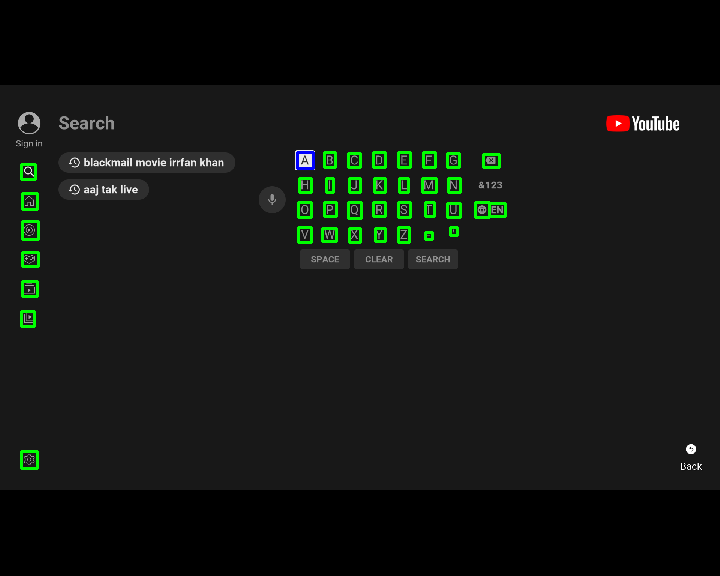 Search
YouTube
Sign in
blackmail movie irrfan khan
aaj tak live
A B C D E F G
H I J K L M N &123
O P Q R S T U EN
V W X Y Z
SPACE CLEAR SEARCH
Back